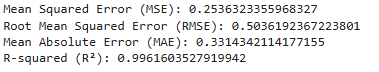 Mean Squared Error (MSE): 0.2536323355968327
Root Mean Squared Error (RMSE): 0.5036192367223801
Mean Absolute Error (MAE): 0.3314342114177155
R-squared (R²): 0.9961603527919942